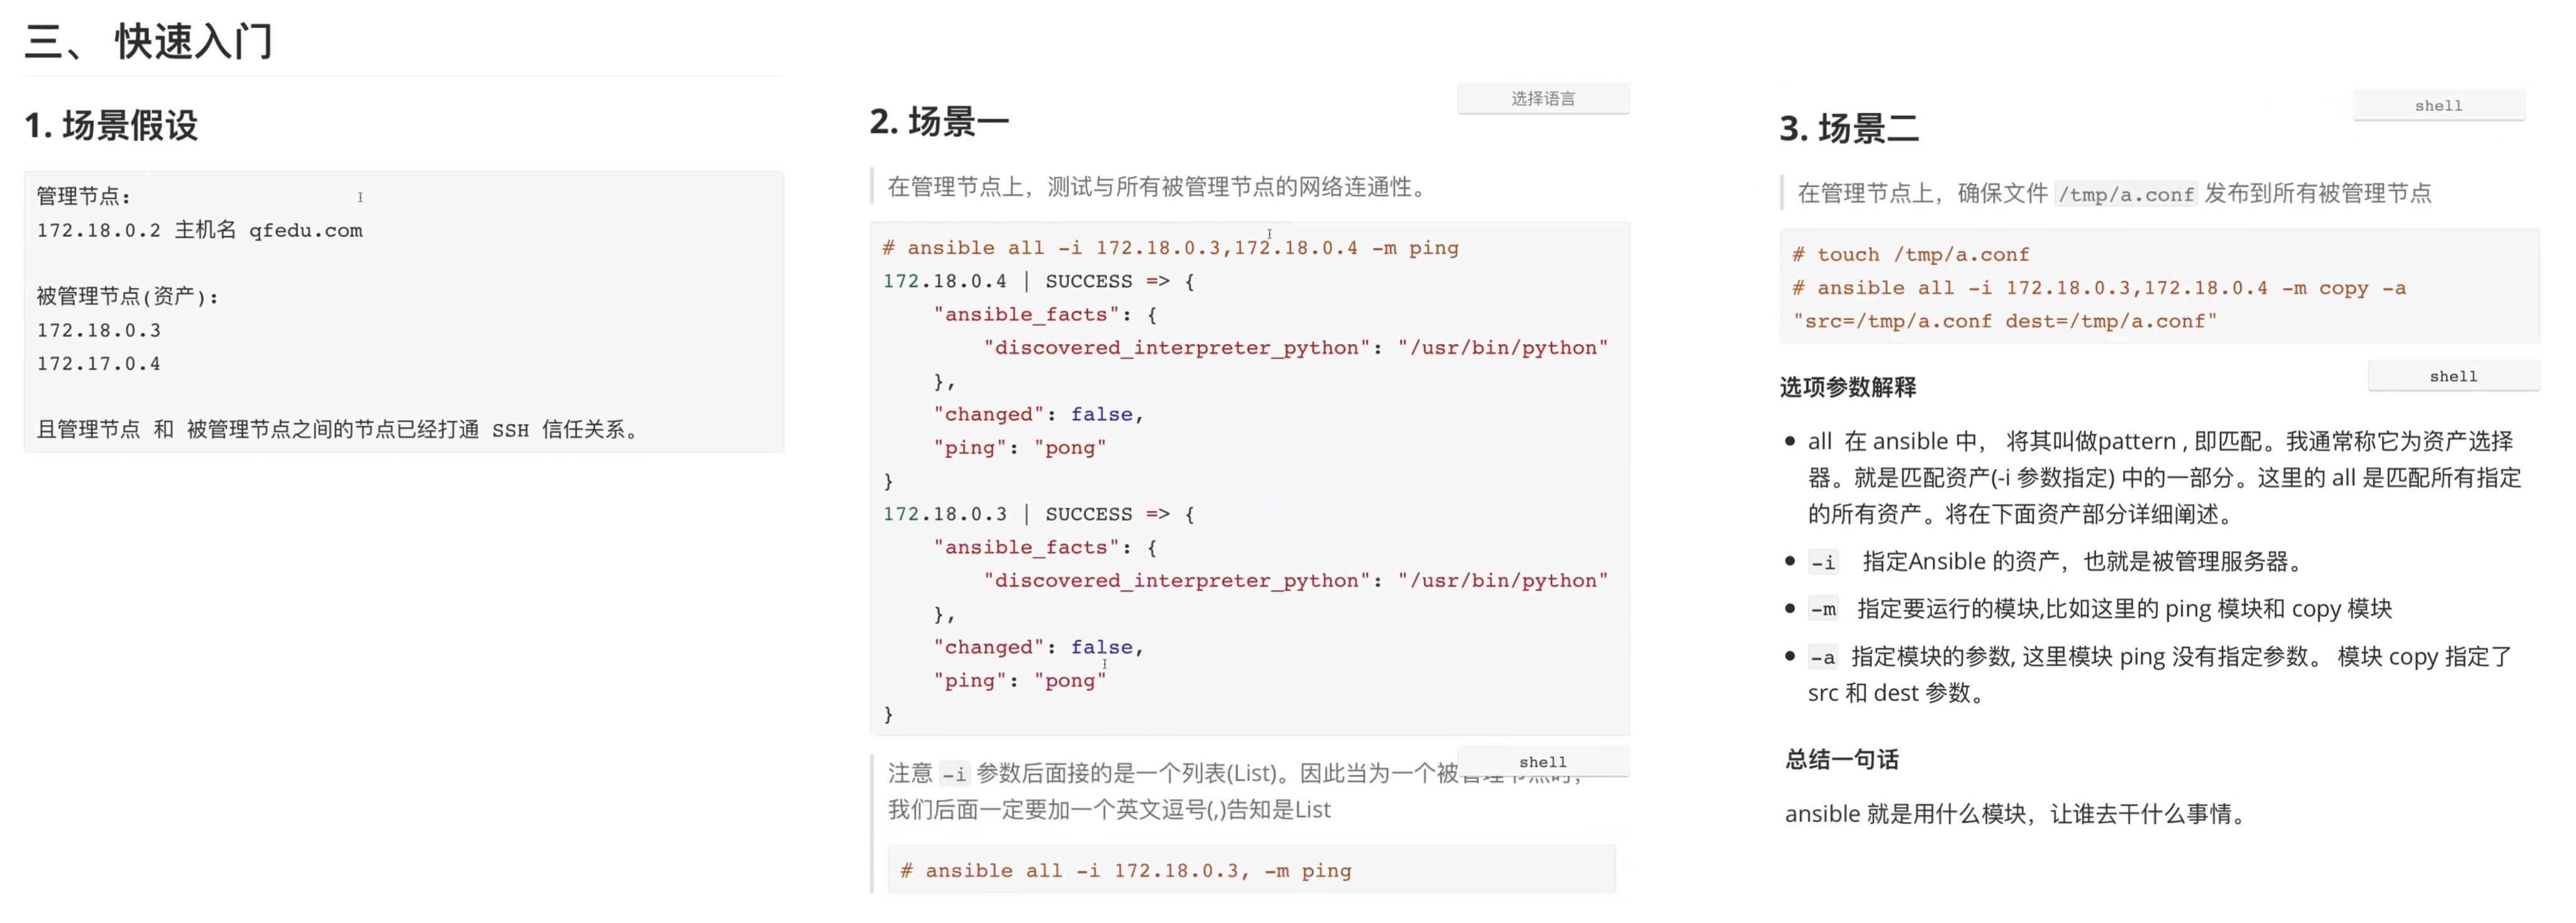 三、 快速入门
1. 场景假设
管理节点：
172.18.0.2 主机名 qfedu.com
被管理节点(资产)：
172.18.0.3
172.17.0.4
且管理节点 和 被管理节点之间的节点已经打通 SSH 信任关系。
选择语言
2. 场景一
在管理节点上，测试与所有被管理节点的网络连通性。
# ansible all -i 172.18.0.3,172.18.0.4 -m ping
172.18.0.4 | SUCCESS => {
    "ansible_facts": {
        "discovered_interpreter_python": "/usr/bin/python"
    },
    "changed": false,
    "ping": "pong"
}
172.18.0.3 | SUCCESS => {
    "ansible_facts": {
        "discovered_interpreter_python": "/usr/bin/python"
    },
    "changed": false,
    "ping": "pong"
}
shell
注意 -i 参数后面接的是一个列表(List)。因此当为一个被管理节点时，
我们后面一定要加一个英文逗号(,)告知是List
# ansible all -i 172.18.0.3, -m ping
shell
3. 场景二
在管理节点上，确保文件 /tmp/a.conf 发布到所有被管理节点
# touch /tmp/a.conf
# ansible all -i 172.18.0.3,172.18.0.4 -m copy -a
"src=/tmp/a.conf dest=/tmp/a.conf"
shell
选项参数解释
● all 在 ansible 中， 将其叫做pattern , 即匹配。我通常称它为资产选择
器。就是匹配资产(-i 参数指定) 中的一部分。这里的 all 是匹配所有指定
的所有资产。将在下面资产部分详细阐述。
● -i 指定Ansible 的资产，也就是被管理服务器。
● -m 指定要运行的模块,比如这里的 ping 模块和 copy 模块
● -a 指定模块的参数, 这里模块 ping 没有指定参数。 模块 copy 指定了
src 和 dest 参数。
总结一句话
ansible 就是用什么模块，让谁去干什么事情。